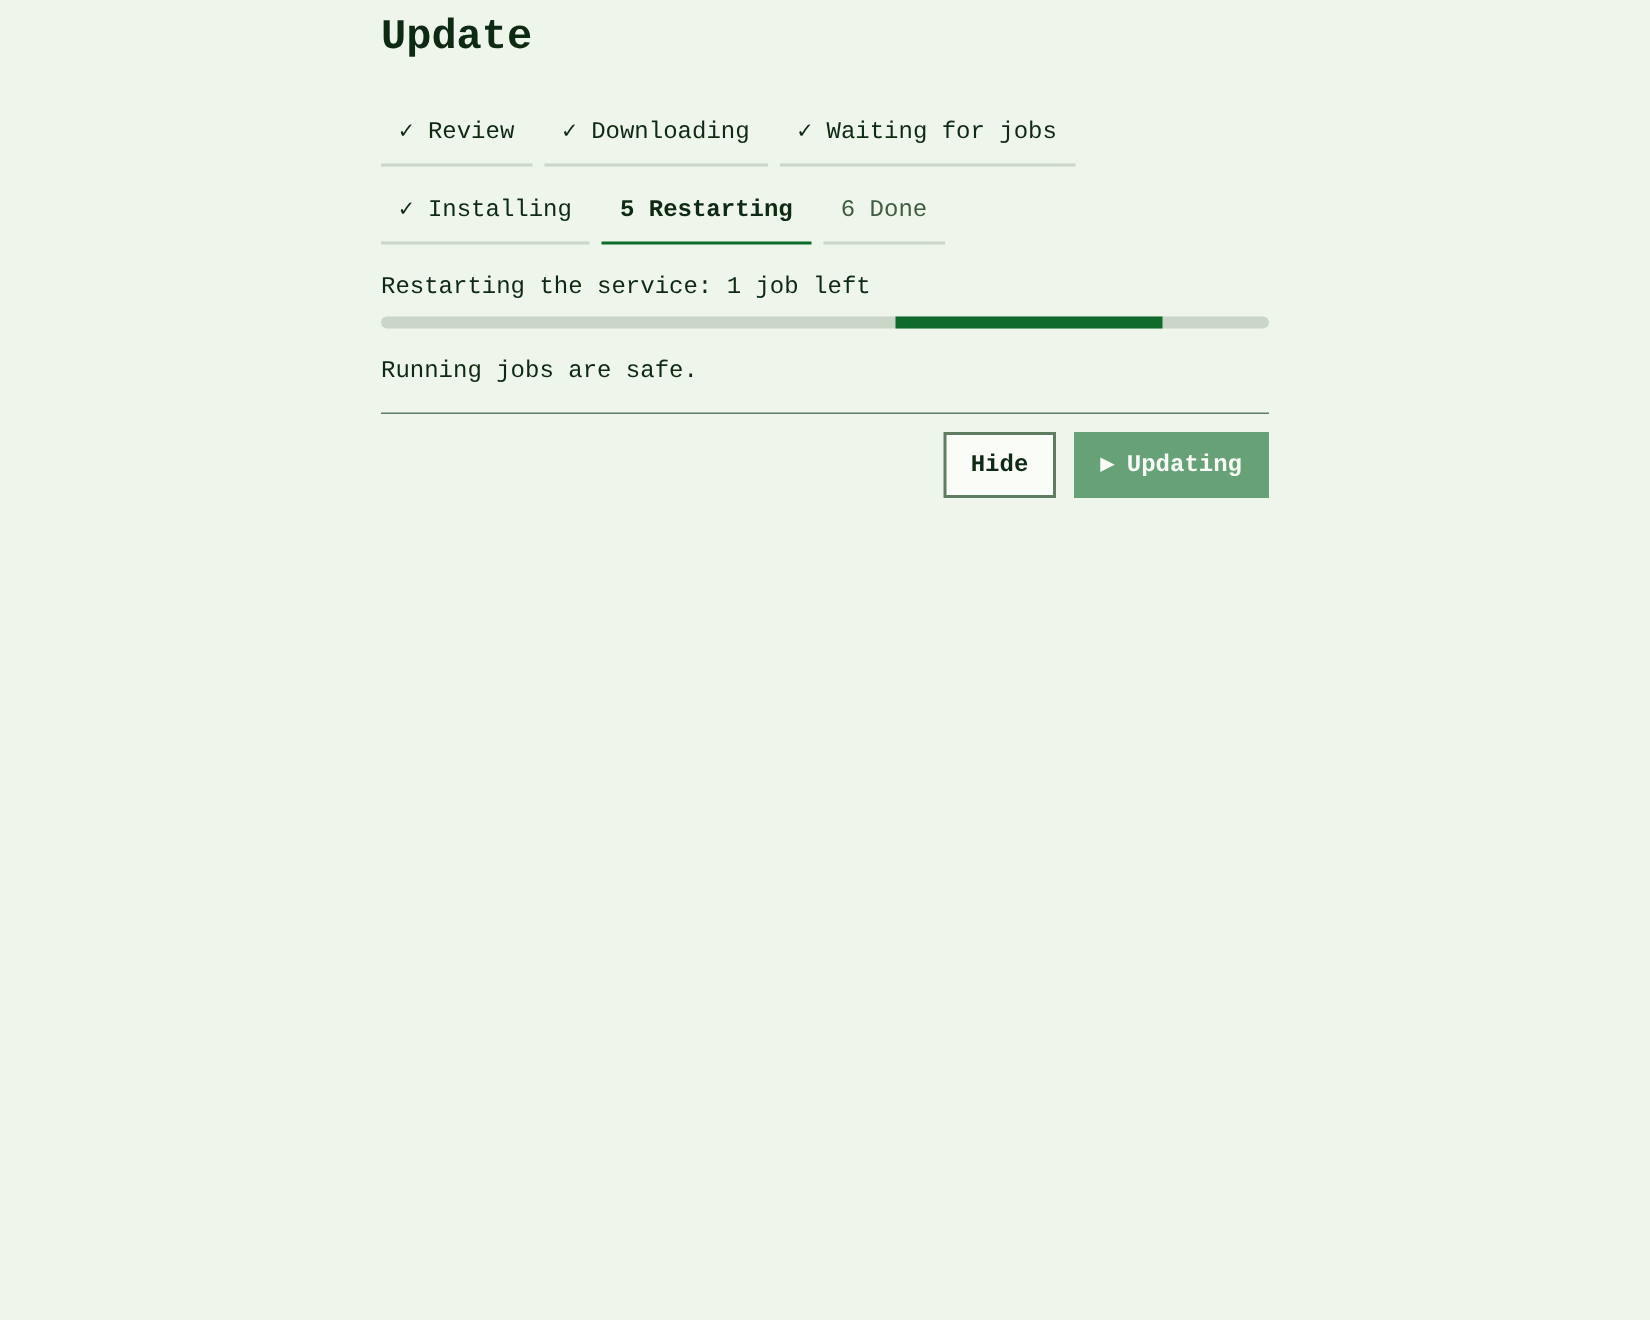 Update
✓ Review ✓ Downloading ✓ Waiting for jobs
✓ Installing 5 Restarting 6 Done
Restarting the service: 1 job left
Running jobs are safe.
Hide ▶ Updating